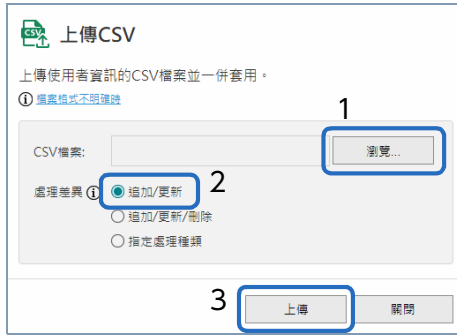 CSV 上傳CSV
上傳使用者資訊的CSV檔案並一併套用。
i 檔案格式不明確時
1
CSV檔案: 瀏覽...
處理差異 i 追加/更新 2
追加/更新/刪除
指定處理種類
3 上傳 關閉